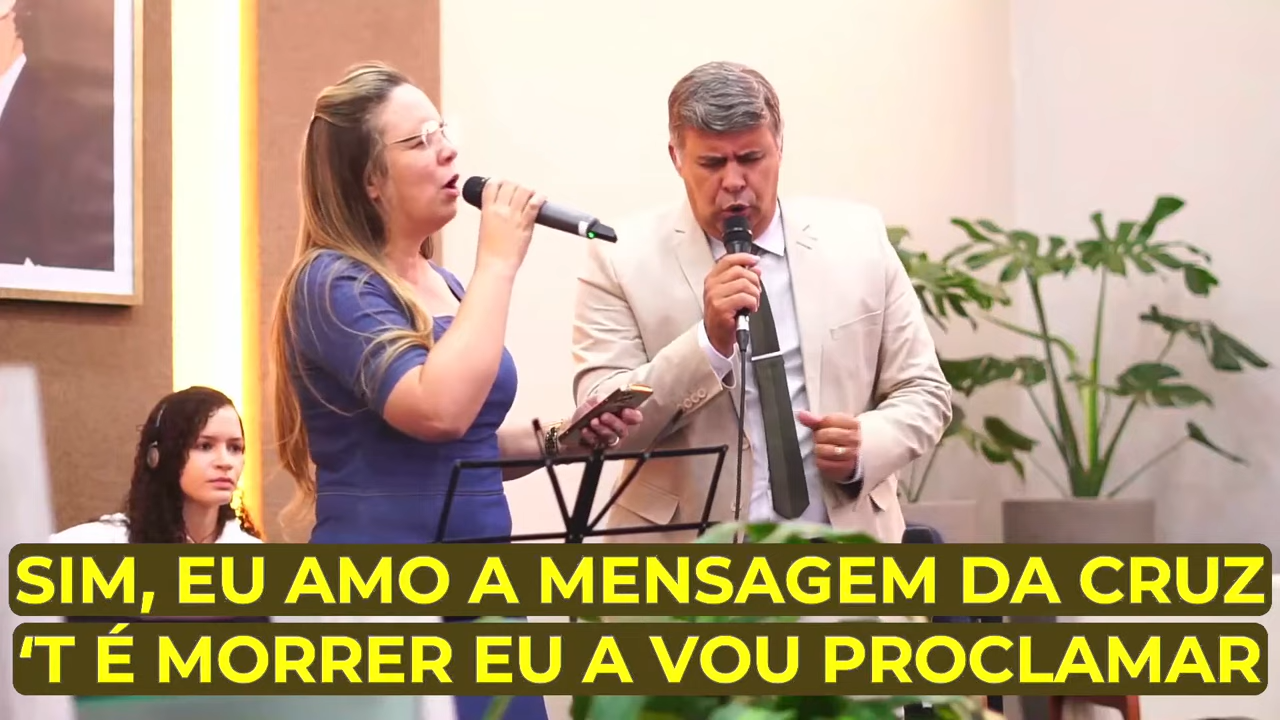 SIM, EU AMO A MENSAGEM DA CRUZ
‘T É MORRER EU A VOU PROCLAMAR